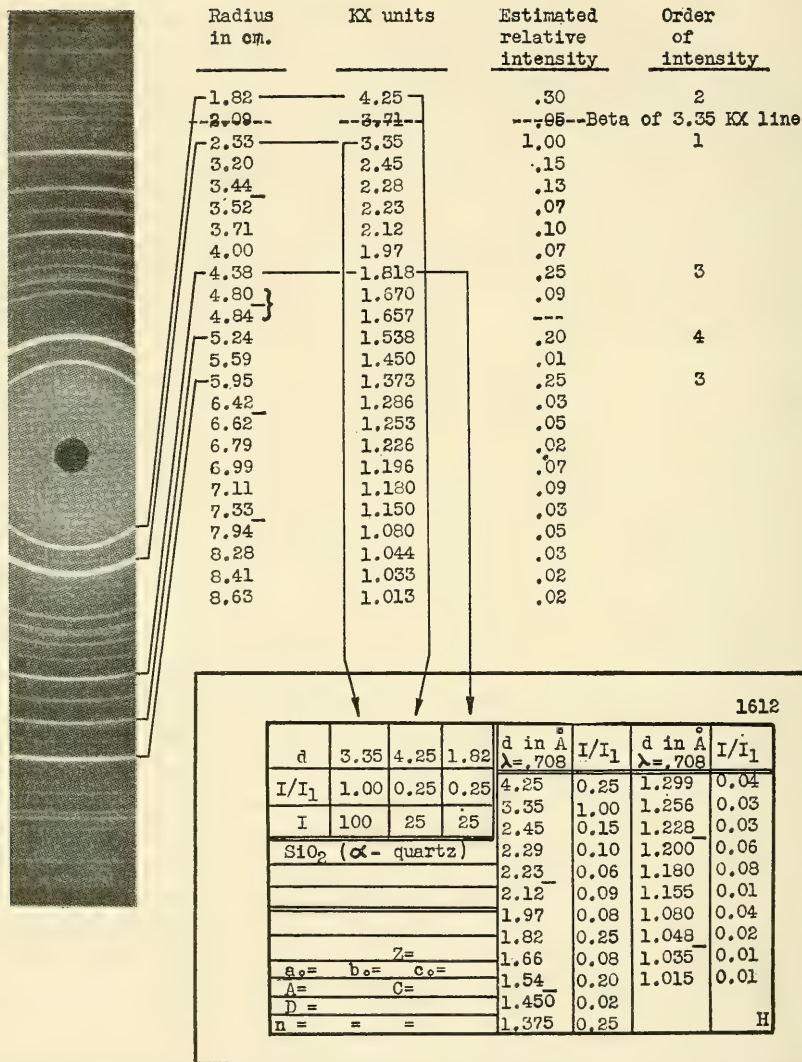 Radius KX units Estimated Order
in cm. relative of
intensity intensity
1.82 4.25 .30 2
2.09 3.71 .05 Beta of 3.35 KX line
2.33 3.35 1.00 1
3.20 2.45 .15
3.44 2.28 .13
3.52 2.23 .07
3.71 2.12 .10
4.00 1.97 .07
4.38 1.818 .25 3
4.80 1.670 .09
4.84 } 1.657 ---
5.24 1.538 .20 4
5.59 1.450 .01
5.95 1.373 .25 3
6.42 1.286 .03
6.62 1.253 .05
6.79 1.226 .02
6.99 1.196 .07
7.11 1.180 .09
7.33 1.150 .03
7.94 1.080 .05
8.28 1.044 .03
8.41 1.033 .02
8.63 1.013 .02
1612
d 3.35 4.25 1.82 d in Å λ=.708 I/I₁ d in Å λ=.708 I/I₁
I/I₁ 1.00 0.25 0.25 4.25 0.25 1.299 0.04
3.35 1.00 1.256 0.03
I 100 25 25 2.45 0.15 1.228 0.03
SiO₂ (α- quartz) 2.29 0.10 1.200 0.06
2.23 0.06 1.180 0.08
2.12 0.09 1.155 0.01
1.97 0.08 1.080 0.04
1.82 0.25 1.048 0.02
Z= 1.66 0.08 1.035 0.01
a₀= b₀= c₀= 1.54 0.20 1.015 0.01
A= C=
D = 1.450 0.02
n = = = 1.375 0.25 H